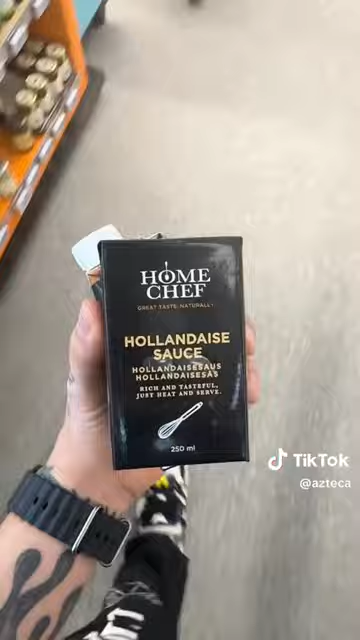 HOME
CHEF
GREAT TASTE, NATURALLY
HOLLANDAISE
SAUCE
HOLLANDAISESAUS
HOLLANDAISESÅS
RICH AND TASTEFUL,
JUST HEAT AND SERVE.
250 ml
TikTok
@azteca